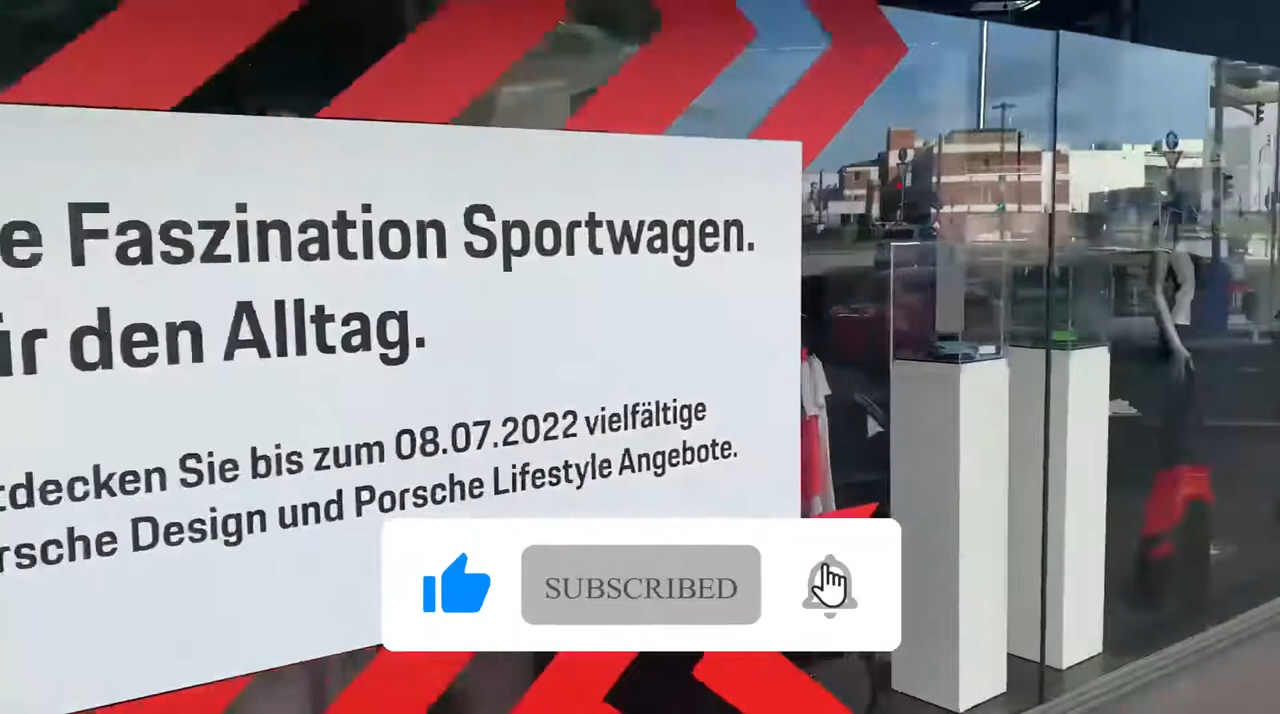 e Faszination Sportwagen.
ür den Alltag.
tdecken Sie bis zum 08.07.2022 vielfältige
rsche Design und Porsche Lifestyle Angebote.
SUBSCRIBED